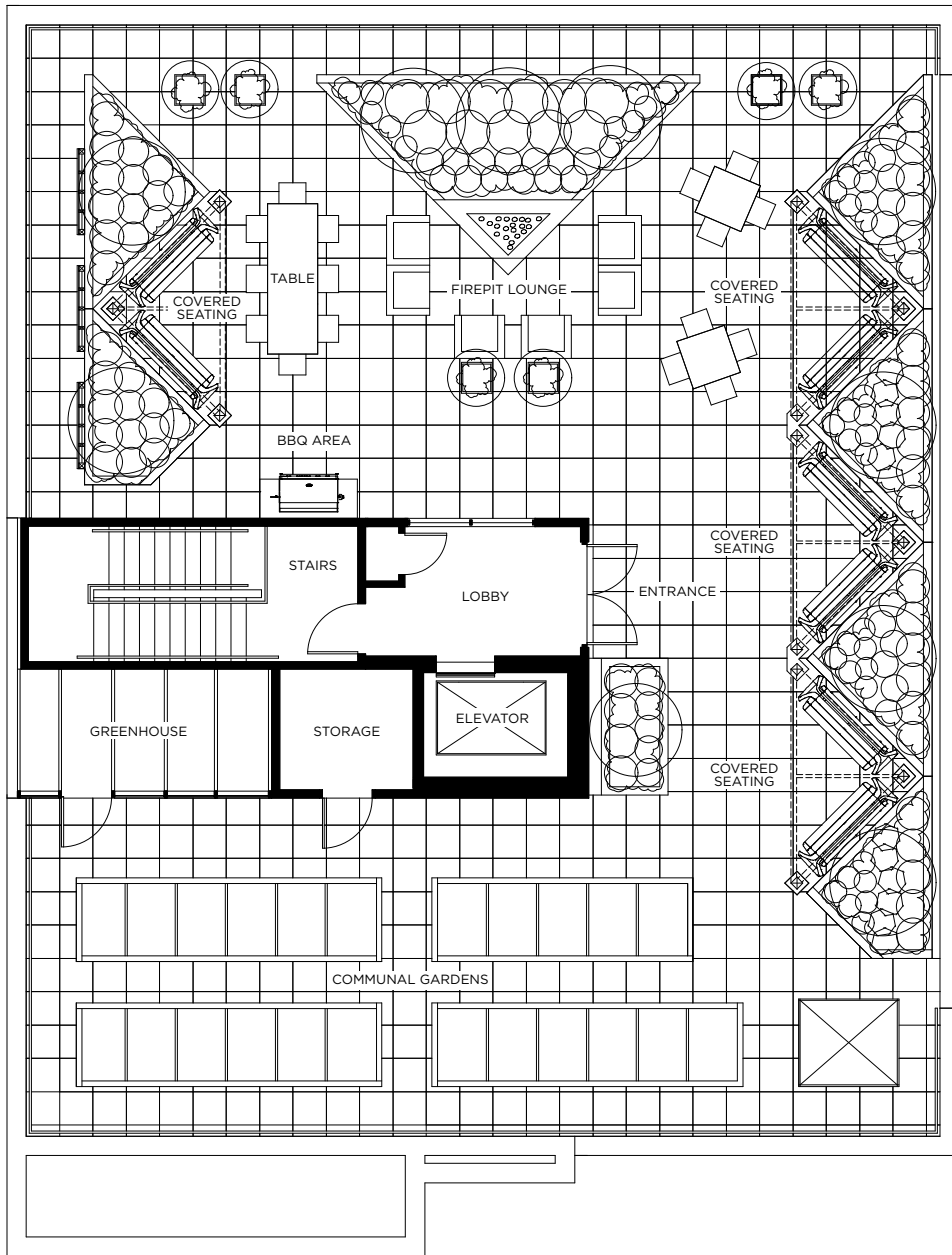 TABLE
COVERED
SEATING
FIREPIT LOUNGE
COVERED
SEATING
BBQ AREA
STAIRS
LOBBY
ENTRANCE
COVERED
SEATING
GREENHOUSE
STORAGE
ELEVATOR
COVERED
SEATING
COMMUNAL GARDENS